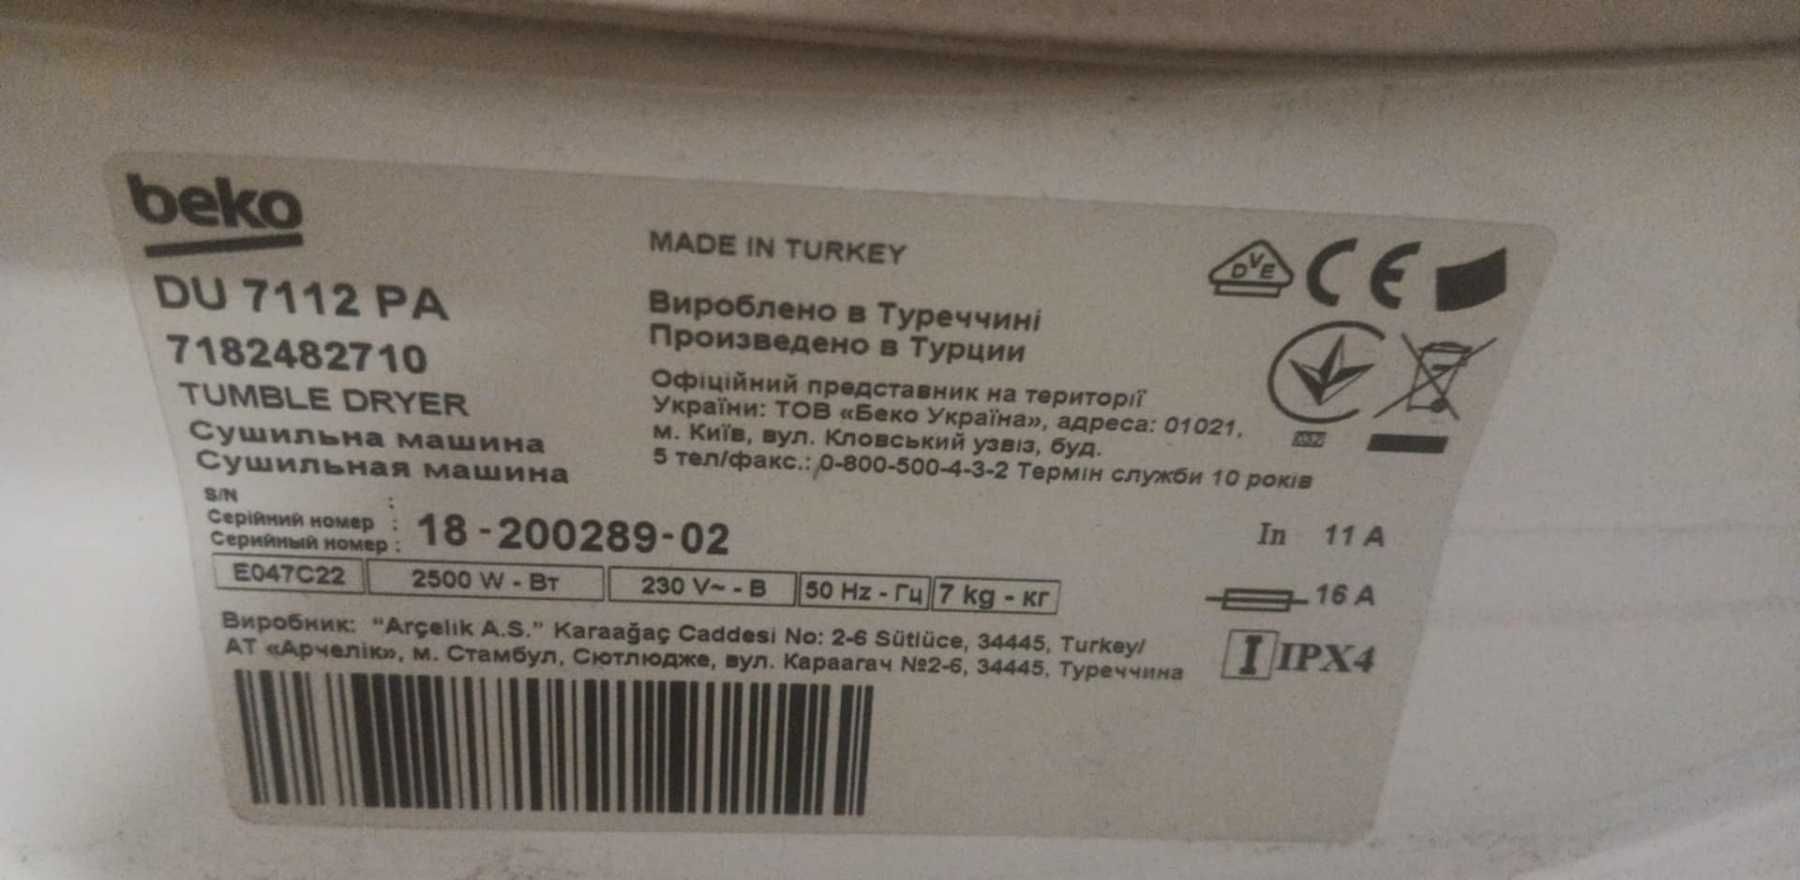 beko
DU 7112 PA
7182482710
TUMBLE DRYER
Сушильна машина
Сушильная машина
MADE IN TURKEY
Вироблено в Туреччині
Произведено в Турции
Офіційний представник на території
України: ТОВ «Беко Україна», адреса: 01021,
м. Київ, вул. Кловський узвіз, буд.
5 тел/факс.: 0-800-500-4-3-2 Термін служби 10 років
DVE
CE
S/N :
Серійний номер :
Серийный номер : 18-200289-02
In 11 A
E047C22 2500 W - Вт 230 V~ - В 50 Hz - Гц 7 kg - кг
16 A
Виробник: "Arçelik A.S." Karaağaç Caddesi No: 2-6 Sütlüce, 34445, Turkey/
АТ «Арчелік», м. Стамбул, Сютлюдже, вул. Караагач №2-6, 34445, Туреччина
IPX4